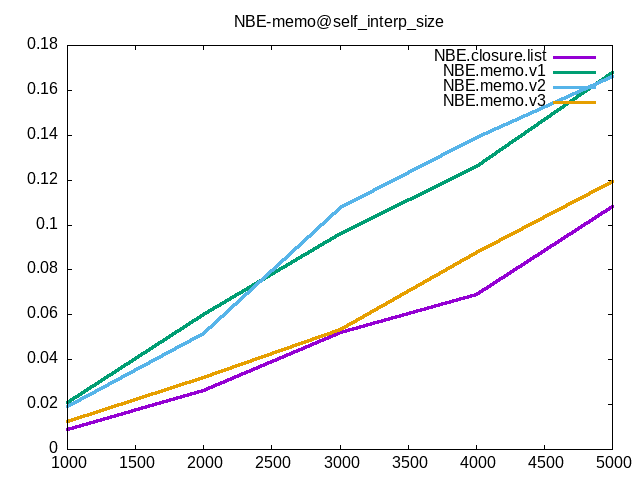 NBE-memo@self_interp_size
NBE.closure.list
NBE.memo.v1
NBE.memo.v2
NBE.memo.v3
0.18
0.16
0.14
0.12
0.1
0.08
0.06
0.04
0.02
0
1000 1500 2000 2500 3000 3500 4000 4500 5000